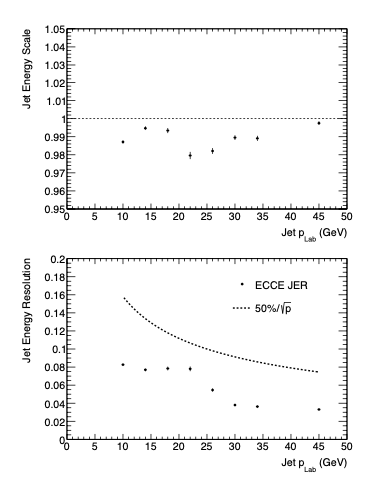 Jet Energy Scale
1.05
1.04
1.03
1.02
1.01
1
0.99
0.98
0.97
0.96
0.95
0 5 10 15 20 25 30 35 40 45 50
Jet p_Lab (GeV)
Jet Energy Resolution
0.2
0.18
0.16
0.14
0.12
0.1
0.08
0.06
0.04
0.02
0
ECCE JER
50%/√p
0 5 10 15 20 25 30 35 40 45 50
Jet p_Lab (GeV)